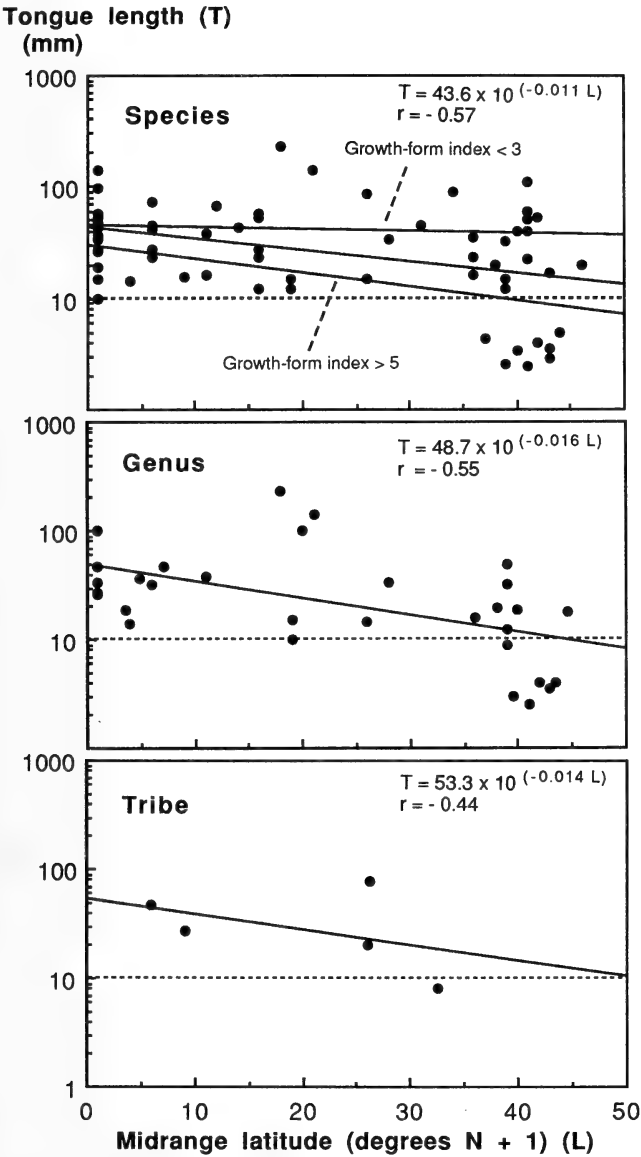 Tongue length (T)
(mm)
1000
Species
T = 43.6 x 10 (-0.011 L)
r = - 0.57
Growth-form index < 3
100
10
Growth-form index > 5
1000
Genus
T = 48.7 x 10 (-0.016 L)
r = - 0.55
100
10
1000
Tribe
T = 53.3 x 10 (-0.014 L)
r = - 0.44
100
10
1
0 10 20 30 40 50
Midrange latitude (degrees N + 1) (L)